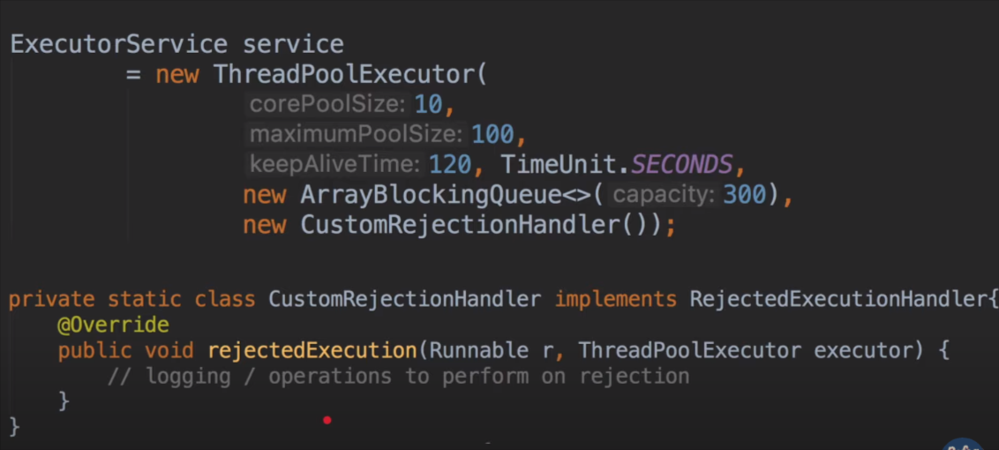 ExecutorService service
= new ThreadPoolExecutor(
corePoolSize: 10,
maximumPoolSize: 100,
keepAliveTime: 120, TimeUnit.SECONDS,
new ArrayBlockingQueue<>( capacity: 300),
new CustomRejectionHandler());
private static class CustomRejectionHandler implements RejectedExecutionHandler{
@Override
public void rejectedExecution(Runnable r, ThreadPoolExecutor executor) {
// logging / operations to perform on rejection
}
}